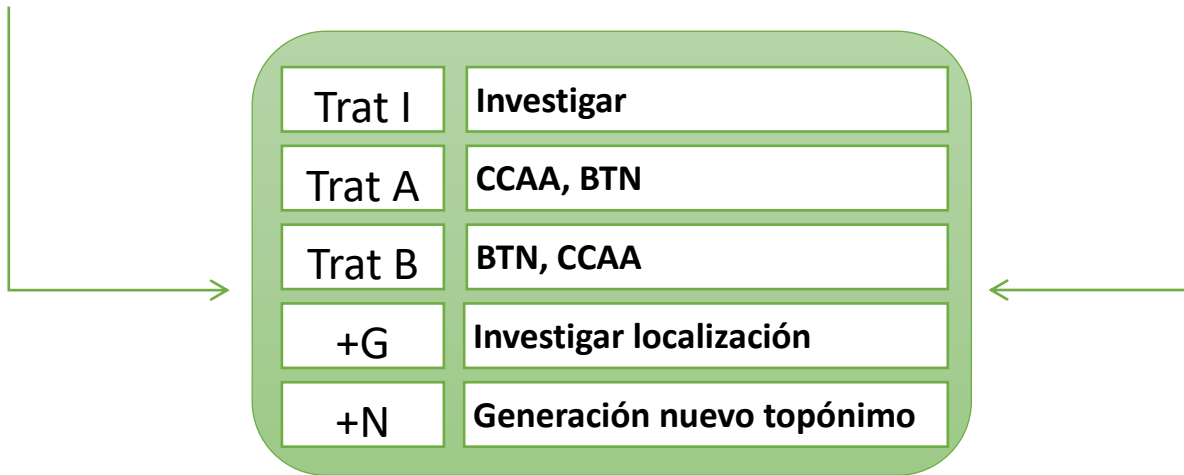 Trat I Investigar
Trat A CCAA, BTN
Trat B BTN, CCAA
+G Investigar localización
+N Generación nuevo topónimo